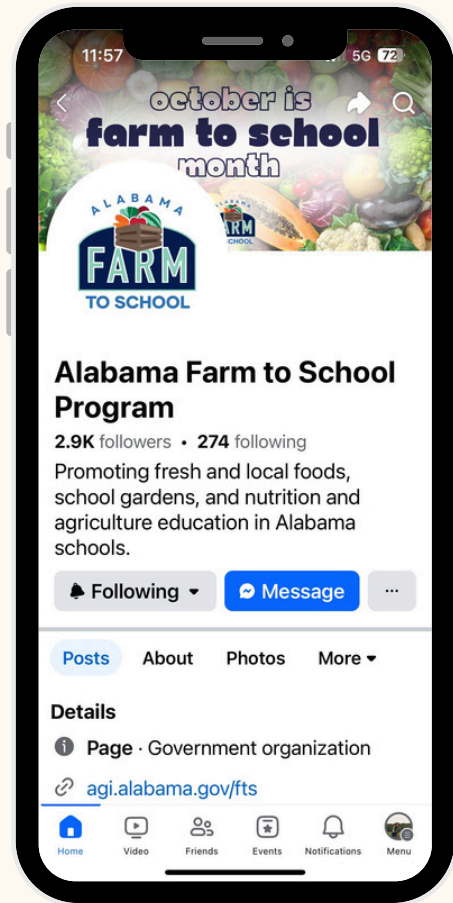 11:57
5G 72
october is
farm to school
month
ALABAMA
FARM
TO SCHOOL
Alabama Farm to School
Program
2.9K followers • 274 following
Promoting fresh and local foods,
school gardens, and nutrition and
agriculture education in Alabama
schools.
Following
Message
Posts
About
Photos
More
Details
Page · Government organization
agi.alabama.gov/fts
Home
Video
Friends
Events
Notifications
Menu